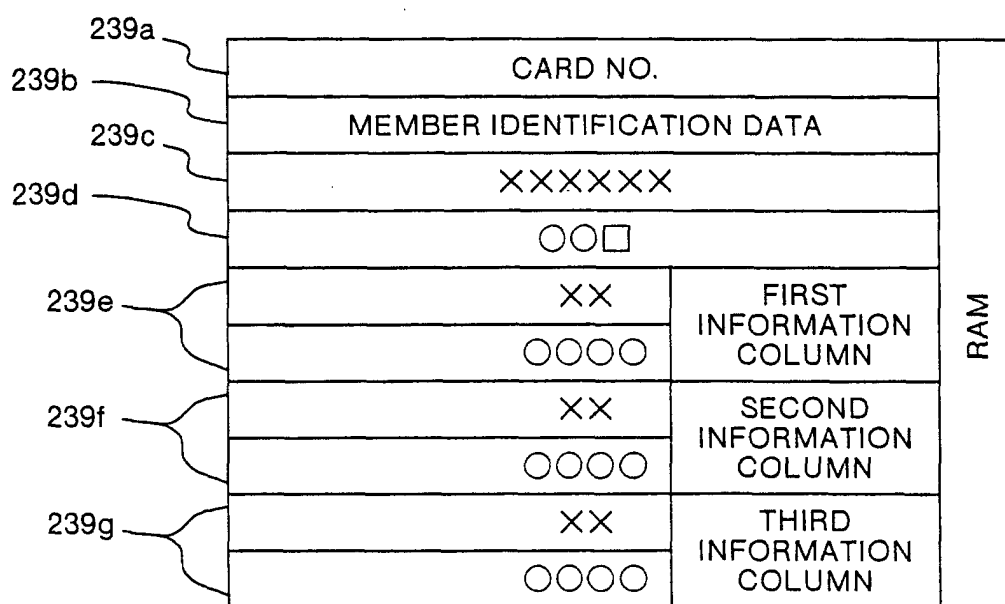 239a
CARD NO.
239b
MEMBER IDENTIFICATION DATA
239c
××××××
239d
○○□
239e
××
FIRST
INFORMATION
COLUMN
○○○○
239f
××
SECOND
INFORMATION
COLUMN
○○○○
239g
××
THIRD
INFORMATION
COLUMN
○○○○
RAM